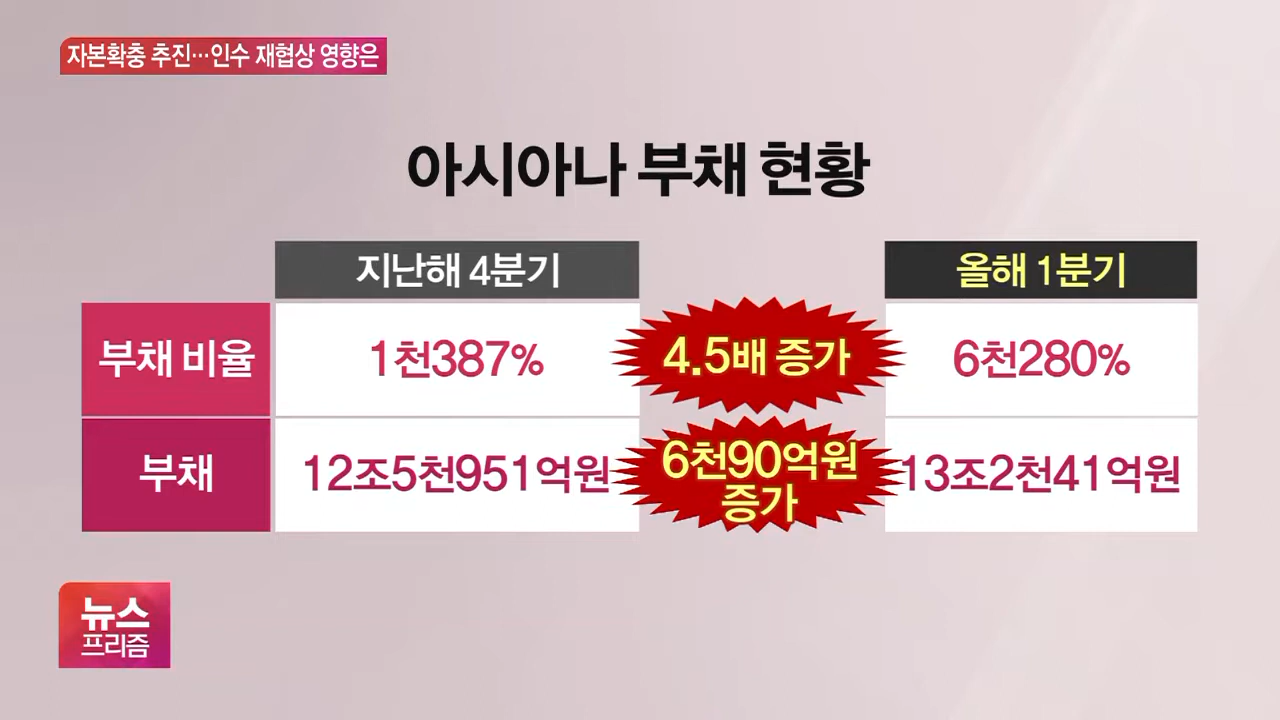 자본확충 추진…인수 재협상 영향은
아시아나 부채 현황
지난해 4분기
올해 1분기
부채 비율
1천387%
4.5배 증가
6천280%
부채
12조5천951억원
6천90억원
증가
13조2천41억원
뉴스
프리즘